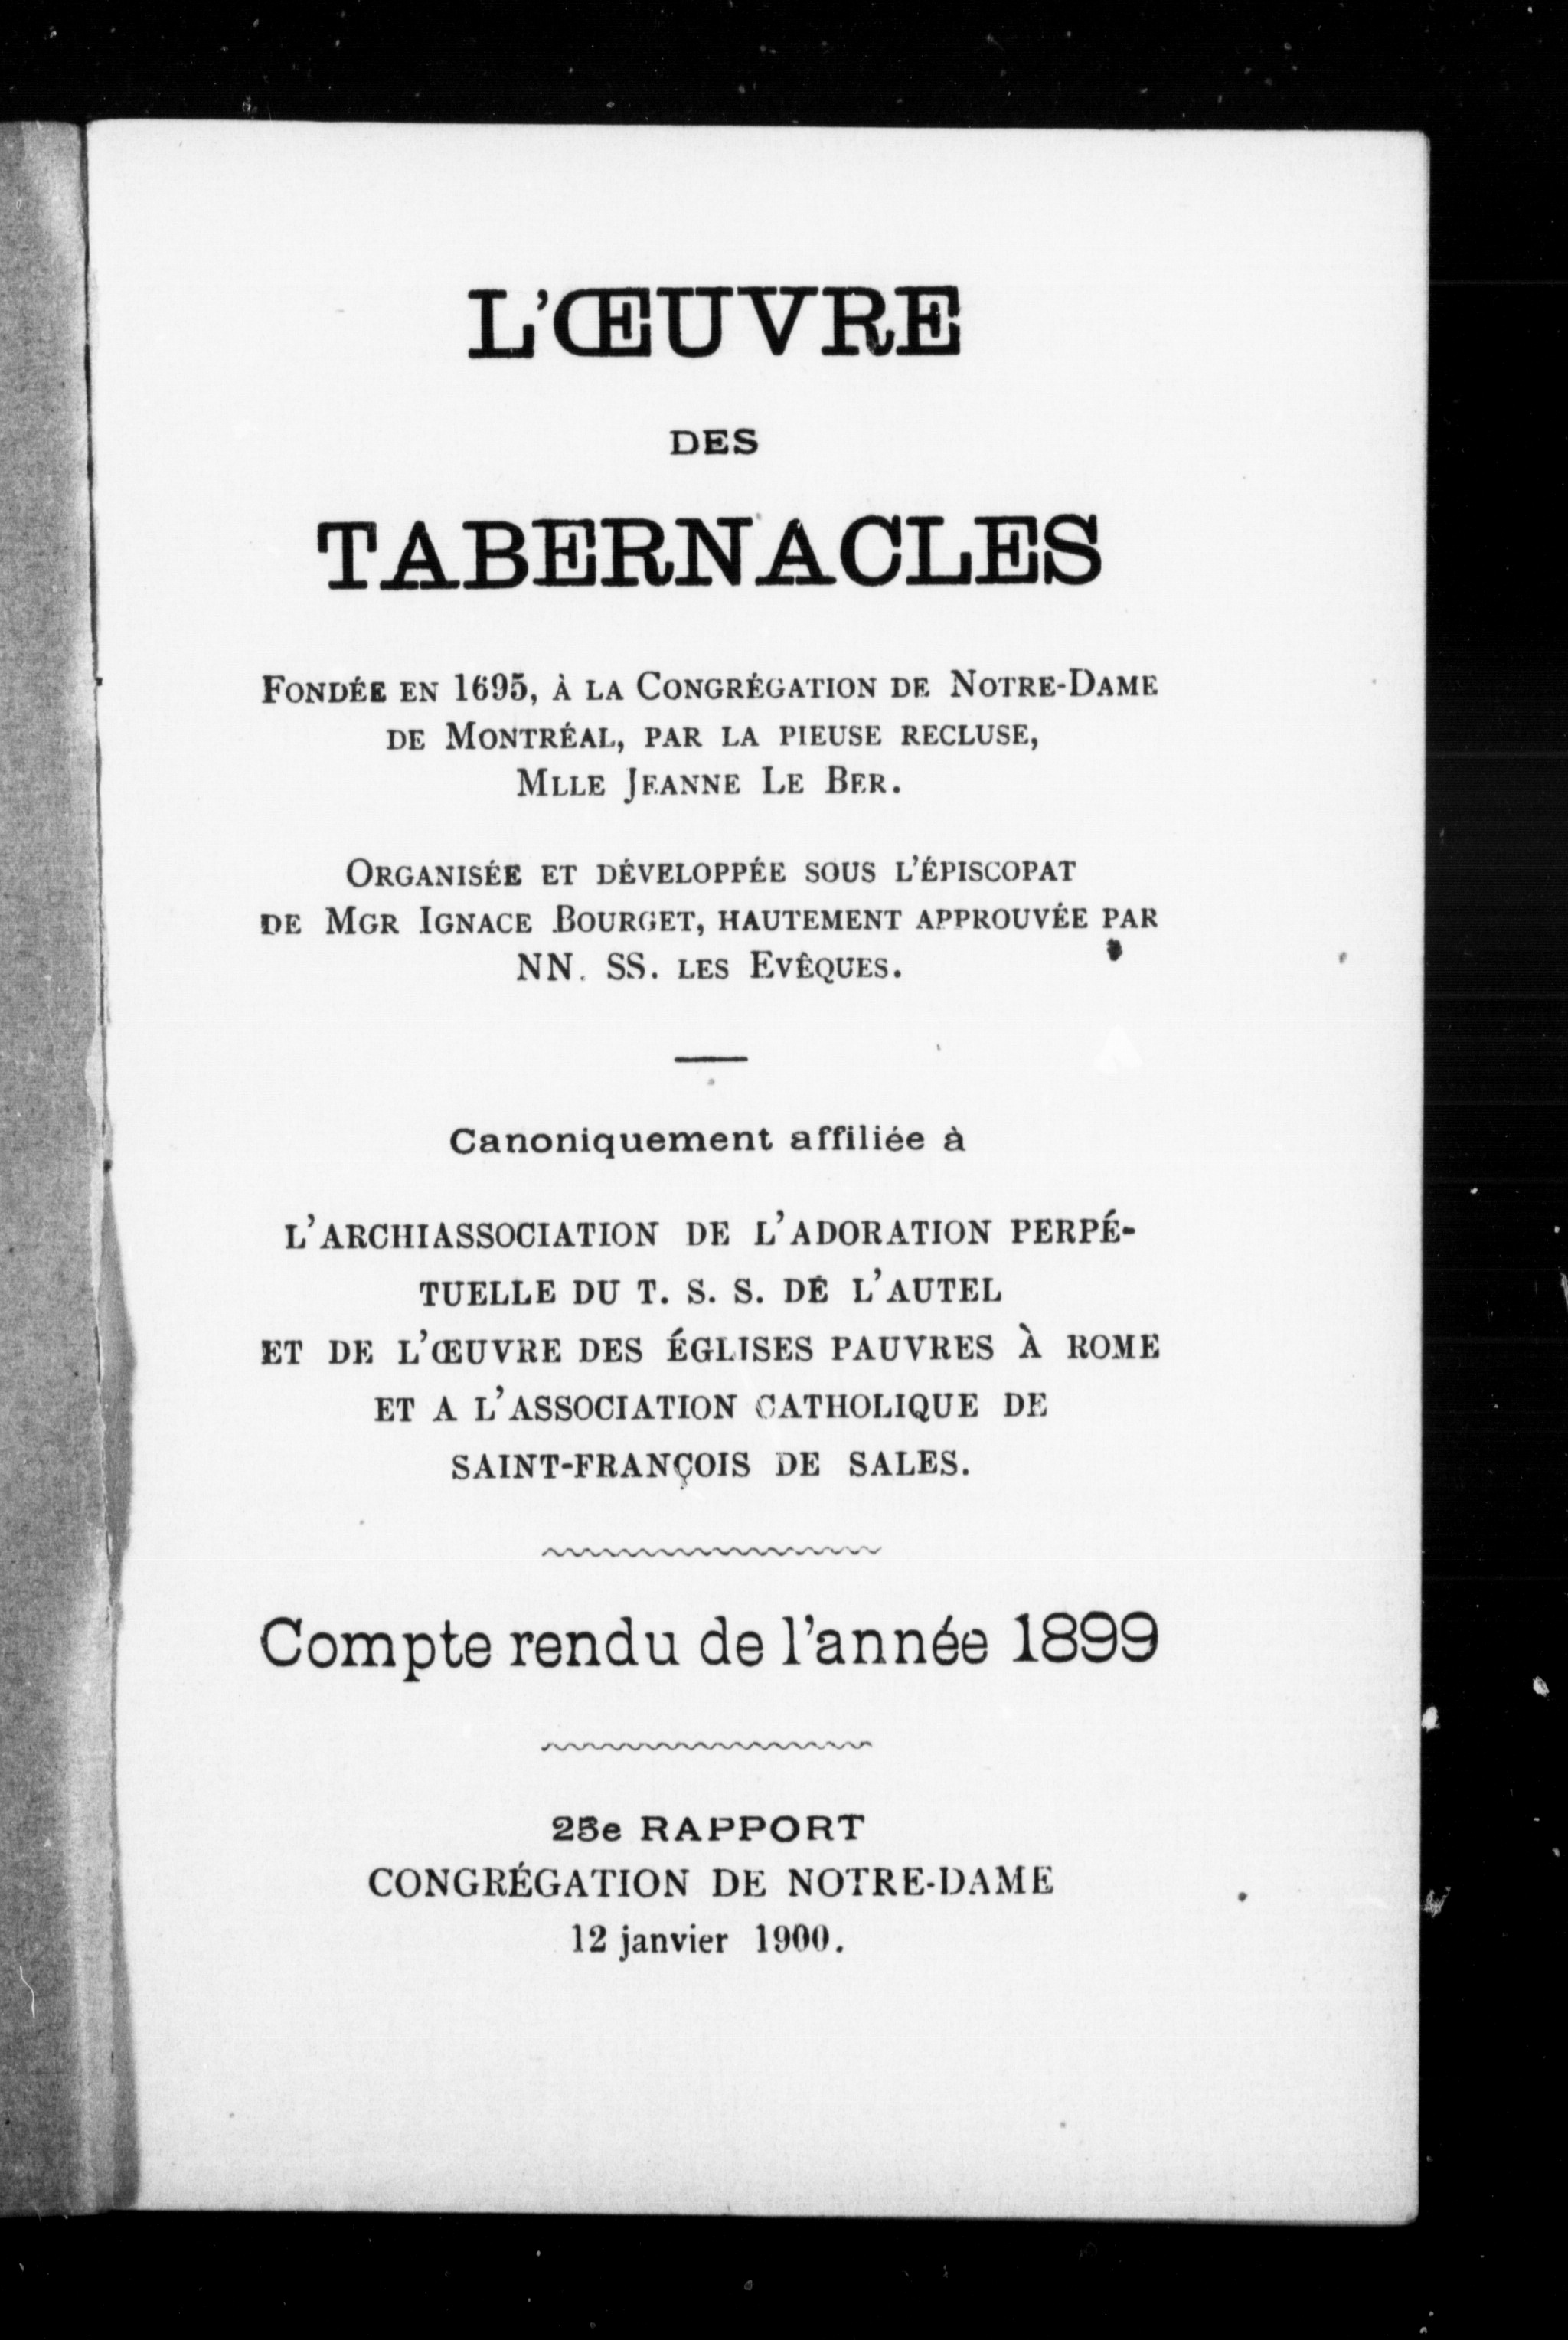 L'ŒUVRE
DES
TABERNACLES
FONDÉE EN 1695, À LA CONGRÉGATION DE NOTRE-DAME
DE MONTRÉAL, PAR LA PIEUSE RECLUSE,
MLLE JEANNE LE BER.
ORGANISÉE ET DÉVELOPPÉE SOUS L'ÉPISCOPAT
DE MGR IGNACE BOURGET, HAUTEMENT APPROUVÉE PAR
NN. SS. LES EVÊQUES.
Canoniquement affiliée à
L'ARCHIASSOCIATION DE L'ADORATION PERPÉ-
TUELLE DU T. S. S. DE L'AUTEL
ET DE L'ŒUVRE DES ÉGLISES PAUVRES À ROME
ET A L'ASSOCIATION CATHOLIQUE DE
SAINT-FRANÇOIS DE SALES.
Compte rendu de l'année 1899
25e RAPPORT
CONGRÉGATION DE NOTRE-DAME
12 janvier 1900.